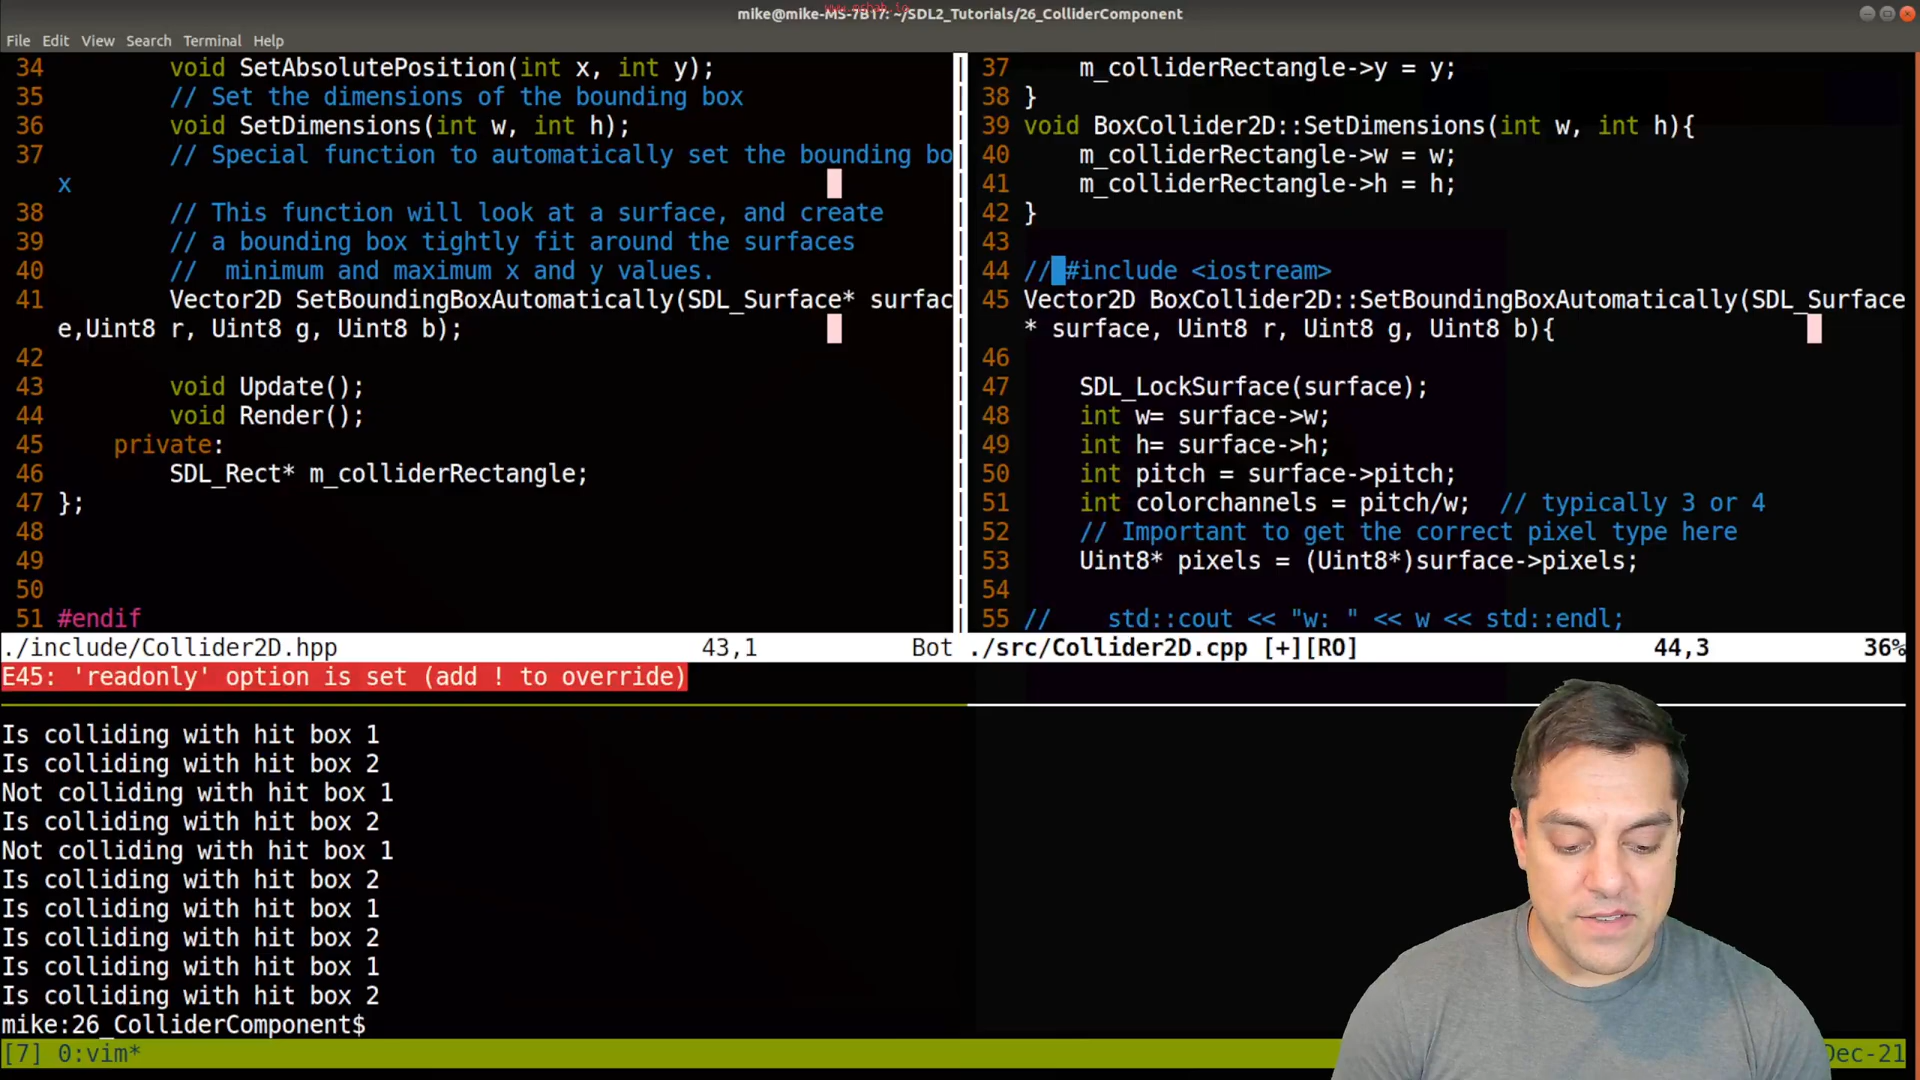 www.mshah.io
mike@mike-MS-7B17: ~/SDL2_Tutorials/26_ColliderComponent
File Edit View Search Terminal Help
34         void SetAbsolutePosition(int x, int y);
35         // Set the dimensions of the bounding box
36         void SetDimensions(int w, int h);
37         // Special function to automatically set the bounding bo
x
38         // This function will look at a surface, and create
39         // a bounding box tightly fit around the surfaces
40         //  minimum and maximum x and y values.
41         Vector2D SetBoundingBoxAutomatically(SDL_Surface* surfac
e,Uint8 r, Uint8 g, Uint8 b);
42
43         void Update();
44         void Render();
45     private:
46         SDL_Rect* m_colliderRectangle;
47 };
48
49
50
51 #endif
./include/Collider2D.hpp 43,1 Bot
37     m_colliderRectangle->y = y;
38 }
39 void BoxCollider2D::SetDimensions(int w, int h){
40     m_colliderRectangle->w = w;
41     m_colliderRectangle->h = h;
42 }
43
44 // #include <iostream>
45 Vector2D BoxCollider2D::SetBoundingBoxAutomatically(SDL_Surface
* surface, Uint8 r, Uint8 g, Uint8 b){
46
47     SDL_LockSurface(surface);
48     int w= surface->w;
49     int h= surface->h;
50     int pitch = surface->pitch;
51     int colorchannels = pitch/w;  // typically 3 or 4
52     // Important to get the correct pixel type here
53     Uint8* pixels = (Uint8*)surface->pixels;
54
55 //    std::cout << "w: " << w << std::endl;
./src/Collider2D.cpp [+][RO] 44,3 36%
E45: 'readonly' option is set (add ! to override)
Is colliding with hit box 1
Is colliding with hit box 2
Not colliding with hit box 1
Is colliding with hit box 2
Not colliding with hit box 1
Is colliding with hit box 2
Is colliding with hit box 1
Is colliding with hit box 2
Is colliding with hit box 1
Is colliding with hit box 2
mike:26_ColliderComponent$
[7] 0:vim* Dec-21